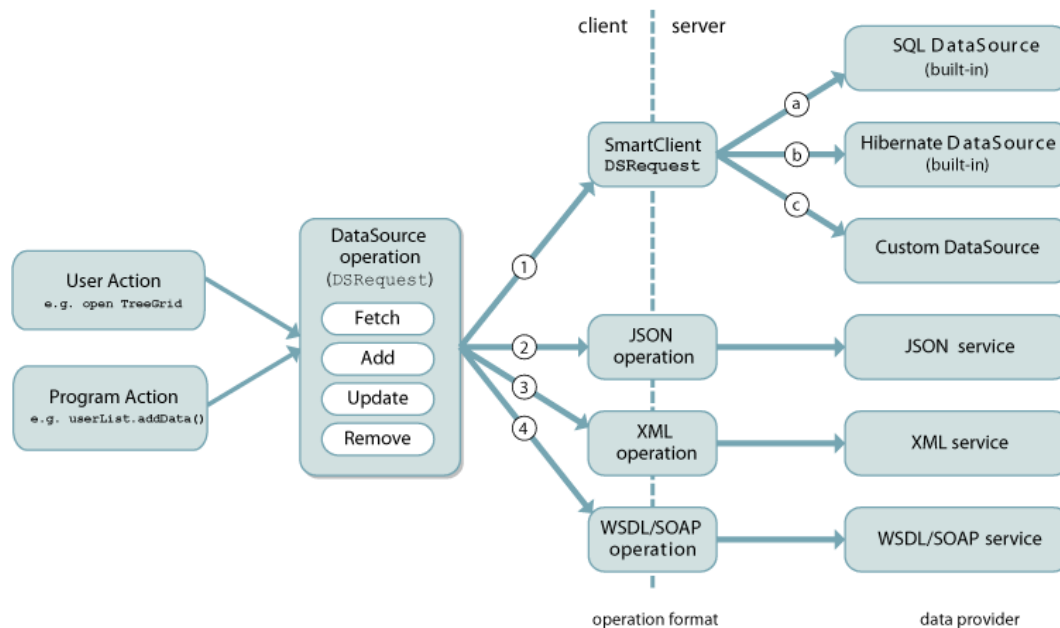 client
server
SQL DataSource
(built-in)
a
SmartClient
DSRequest
b
Hibernate DataSource
(built-in)
c
Custom DataSource
DataSource
operation
(DSRequest)
Fetch
Add
Update
Remove
User Action
e.g. open TreeGrid
Program Action
e.g. userList.addData()
1
2
JSON
operation
JSON service
3
XML
operation
XML service
4
WSDL/SOAP
operation
WSDL/SOAP service
operation format
data provider